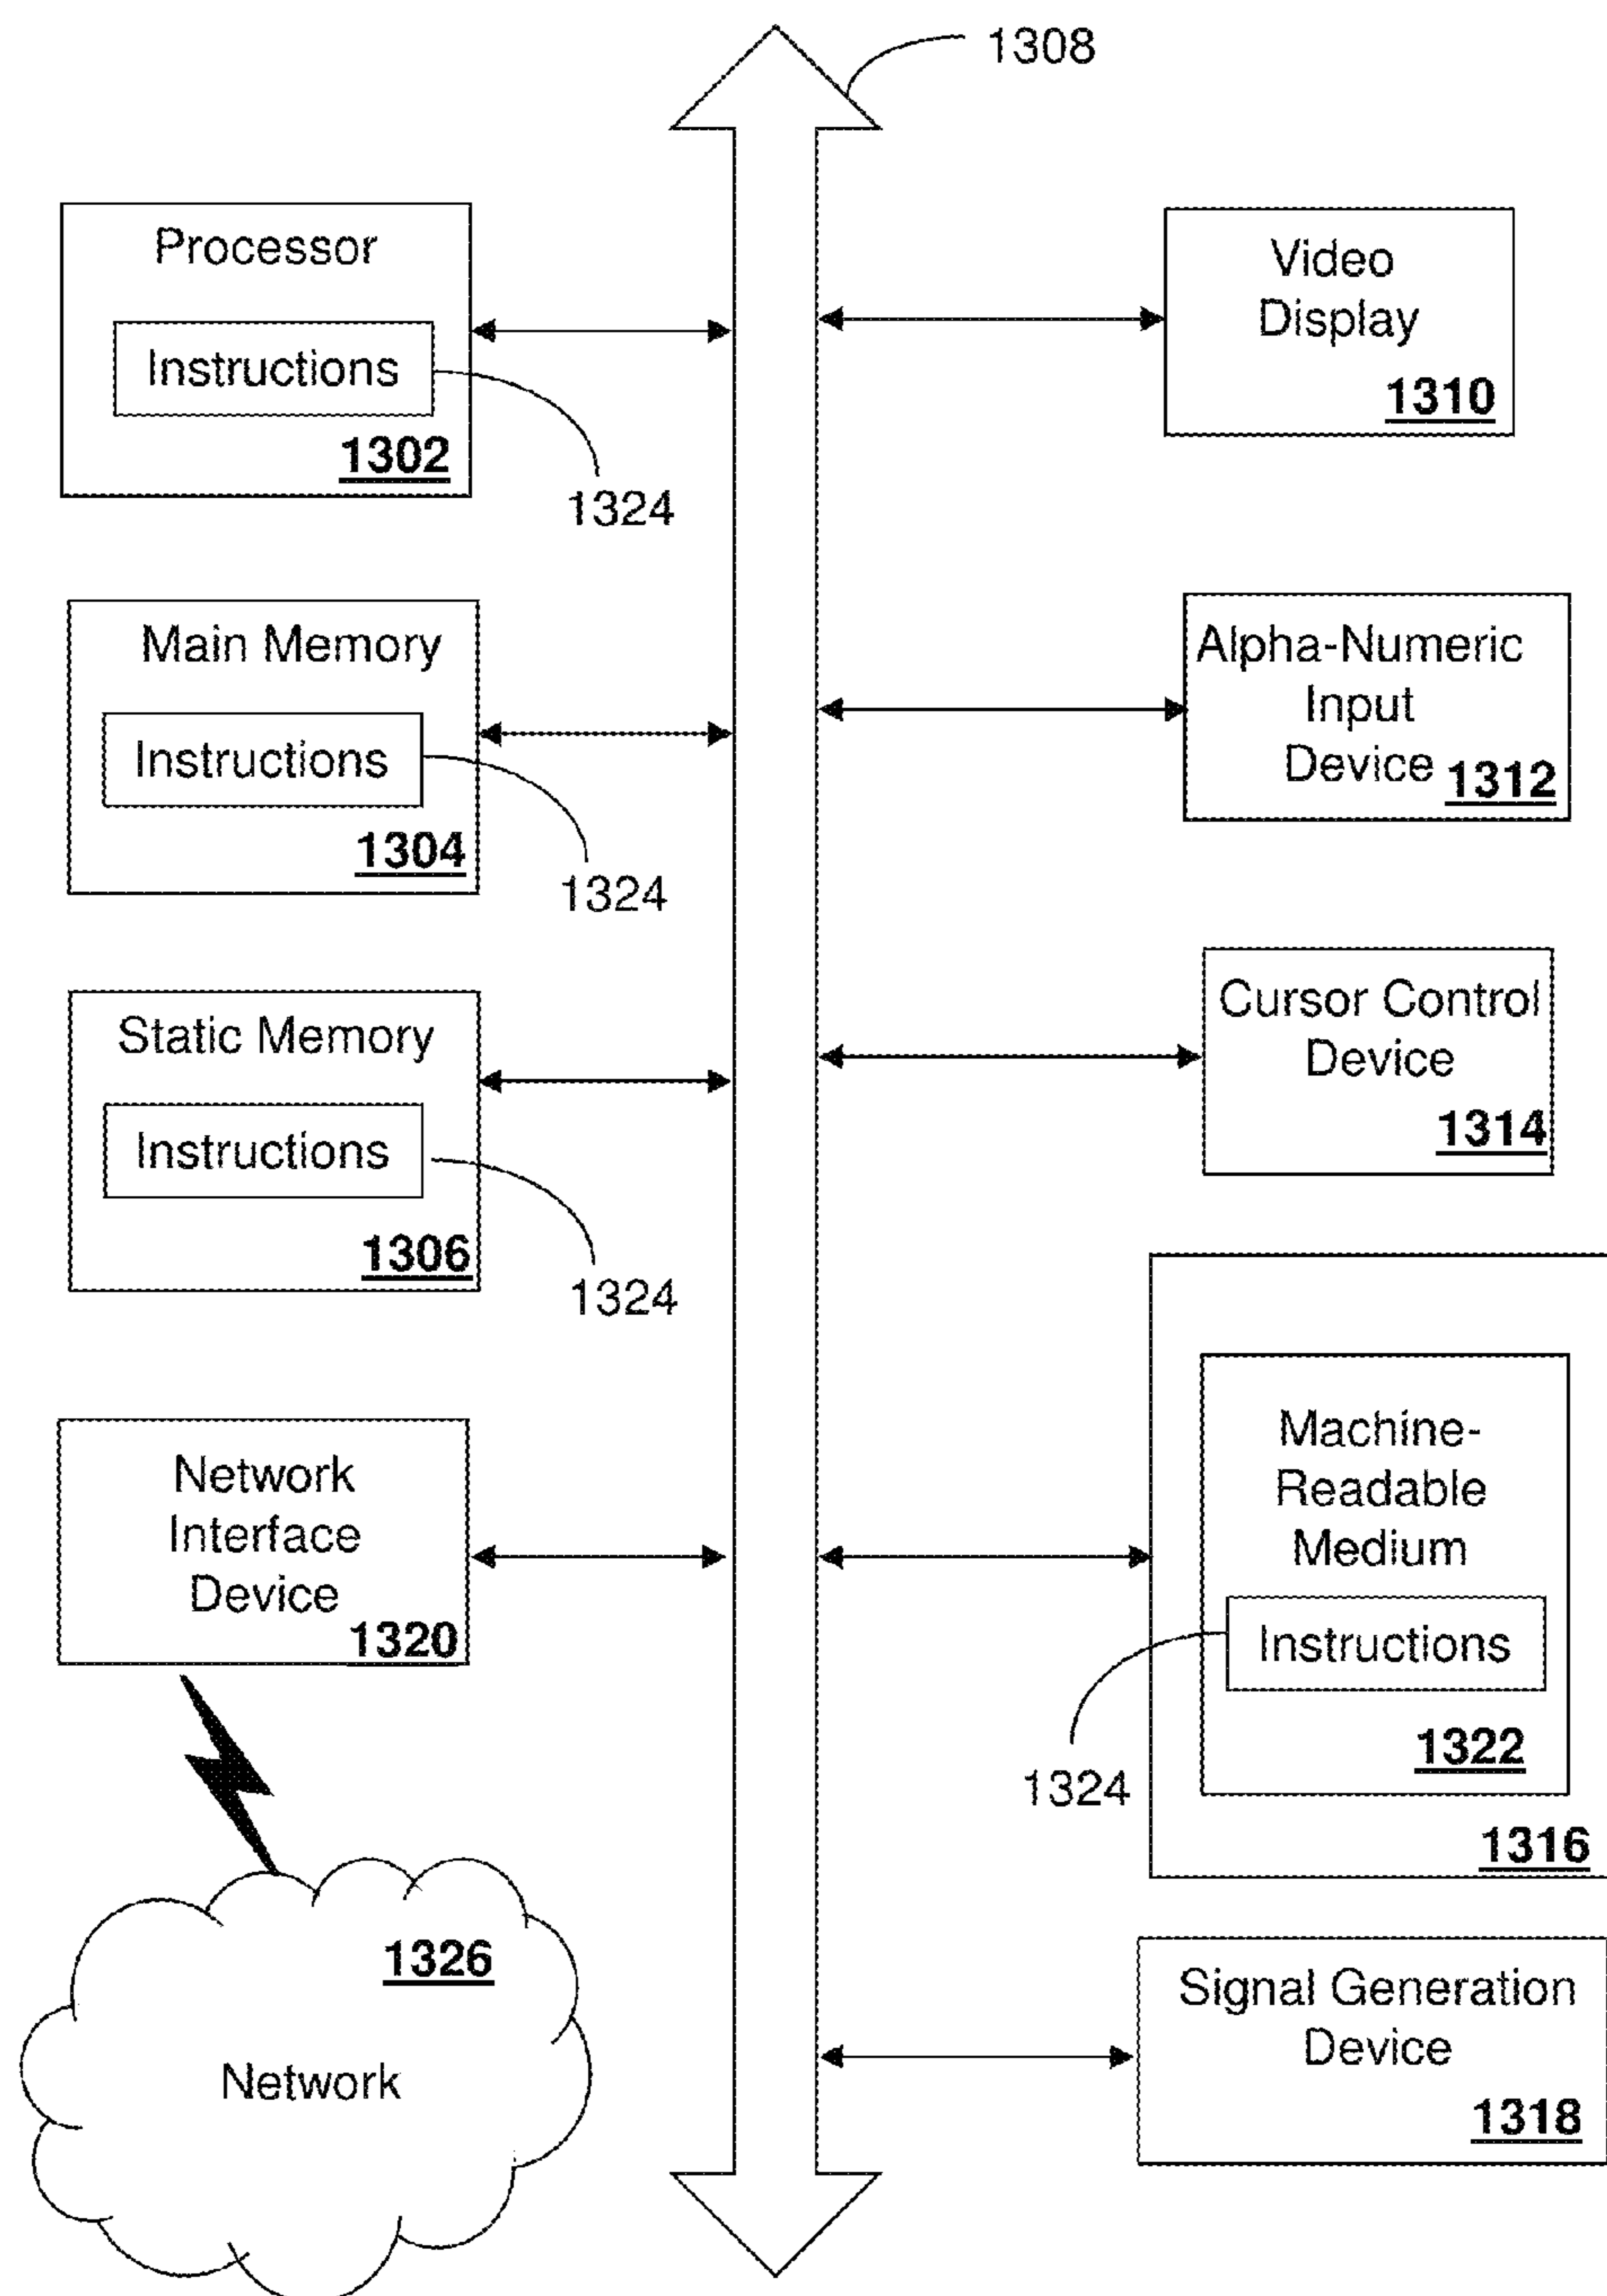 1308
Processor
Instructions
1302
1324
Main Memory
Instructions
1304
1324
Static Memory
Instructions
1306
1324
Network
Interface
Device
1320
1326
Network
Video
Display
1310
Alpha-Numeric
Input
Device
1312
Cursor Control
Device
1314
Machine-
Readable
Medium
Instructions
1322
1324
1316
Signal Generation
Device
1318